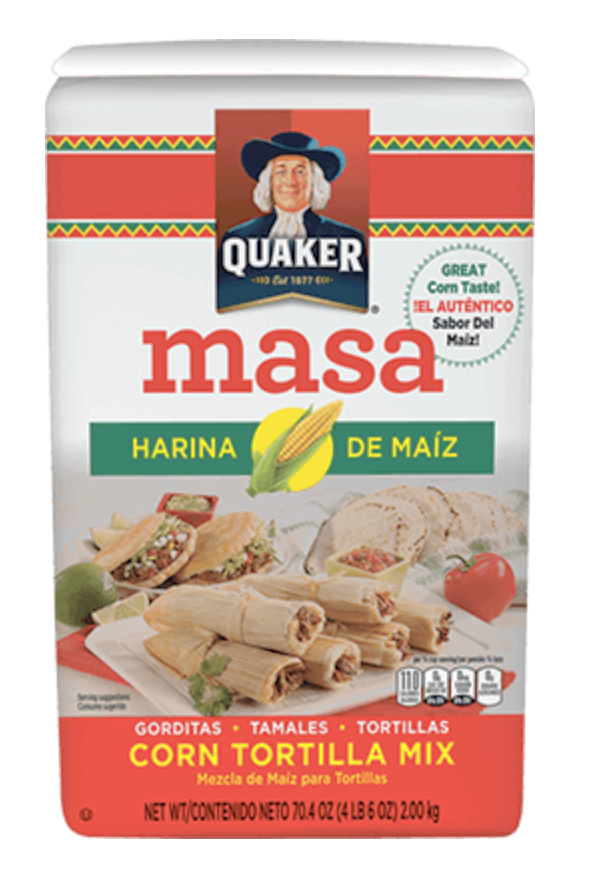 QUAKER
Est 1877
®
GREAT
Corn Taste!
!EL AUTÉNTICO
Sabor Del
Maíz!
masa
HARINA DE MAÍZ
110
CALORIES
Serving suggestions
Consumo sugerido
GORDITAS • TAMALES • TORTILLAS
CORN TORTILLA MIX
Mezcla de Maíz para Tortillas
NET WT/CONTENIDO NETO 70.4 OZ (4 LB 6 OZ) 2.00 kg